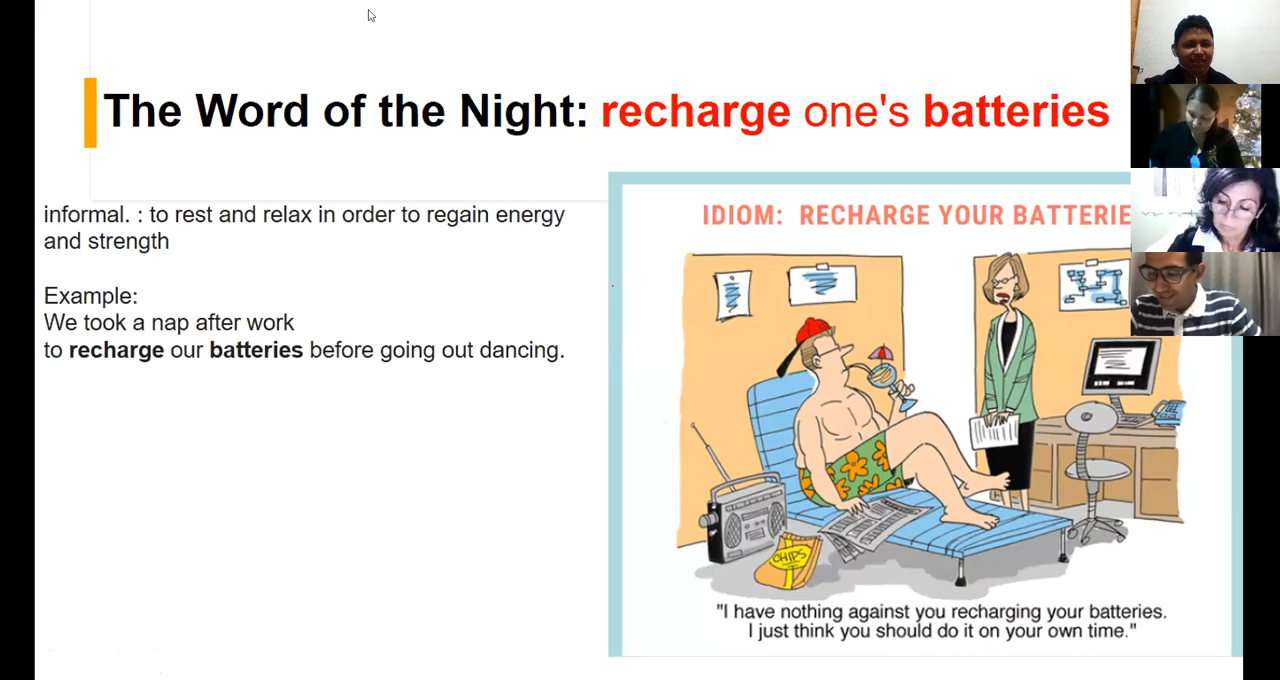 The Word of the Night: recharge one's batteries
informal. : to rest and relax in order to regain energy
and strength
Example:
We took a nap after work
to recharge our batteries before going out dancing.
IDIOM: RECHARGE YOUR BATTERIE
CHIPS
"I have nothing against you recharging your batteries.
I just think you should do it on your own time."